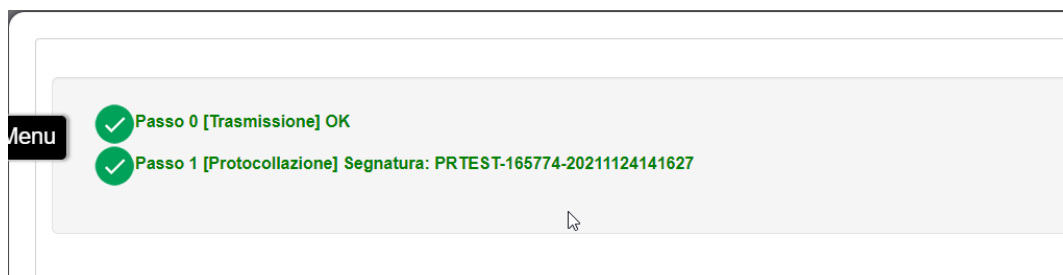 Passo 0 [Trasmissione] OK
Menu
Passo 1 [Protocollazione] Segnatura: PRTEST-165774-20211124141627